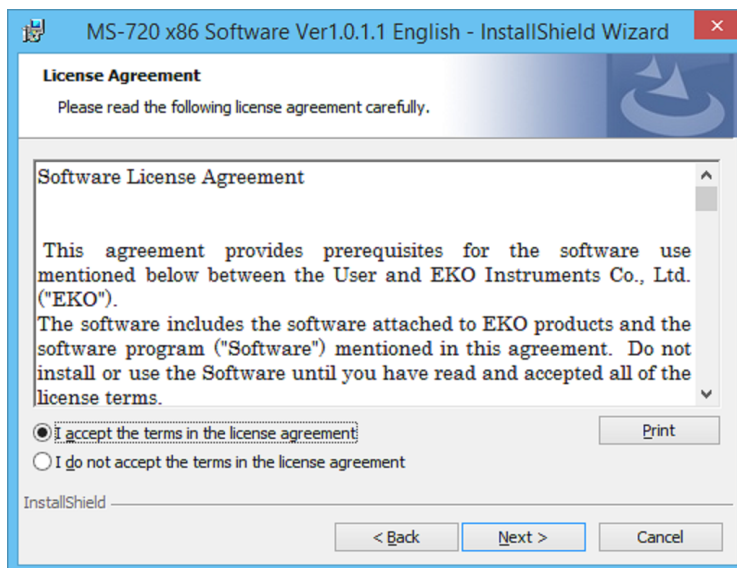 MS-720 x86 Software Ver1.0.1.1 English - InstallShield Wizard
License Agreement
Please read the following license agreement carefully.
Software License Agreement
This agreement provides prerequisites for the software use
mentioned below between the User and EKO Instruments Co., Ltd.
("EKO").
The software includes the software attached to EKO products and the
software program ("Software") mentioned in this agreement. Do not
install or use the Software until you have read and accepted all of the
license terms.
I accept the terms in the license agreement
Print
I do not accept the terms in the license agreement
InstallShield
< Back
Next >
Cancel